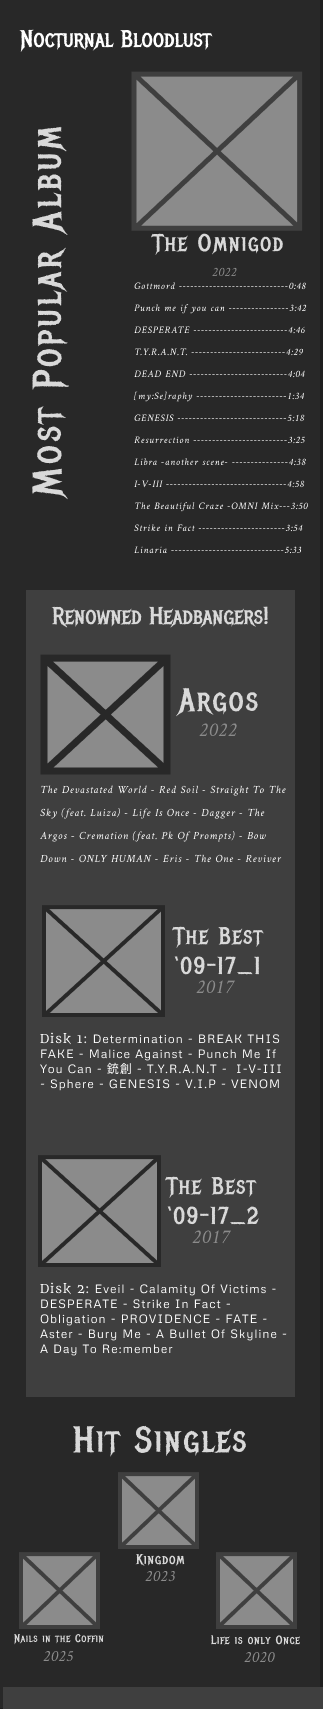 Nocturnal Bloodlust
Most Popular Album
The Omnigod
2022
Gottmord -----------------------------0:48
Punch me if you can ----------------3:42
DESPERATE -------------------------4:46
T.Y.R.A.N.T. -------------------------4:29
DEAD END --------------------------4:04
[my:Se]raphy ------------------------1:34
GENESIS -----------------------------5:18
Resurrection -------------------------3:25
Libra -another scene- ---------------4:38
I-V-III --------------------------------4:58
The Beautiful Craze -OMNI Mix---3:50
Strike in Fact -----------------------3:54
Linaria ------------------------------5:33
Renowned Headbangers!
Argos
2022
The Devastated World - Red Soil - Straight To The
Sky (feat. Luiza) - Life Is Once - Dagger - The
Argos - Cremation (feat. Pk Of Prompts) - Bow
Down - ONLY HUMAN - Eris - The One - Reviver
The Best
'09-17_1
2017
Disk 1: Determination - BREAK THIS
FAKE - Malice Against - Punch Me If
You Can - 銃創 - T.Y.R.A.N.T - I-V-III
- Sphere - GENESIS - V.I.P - VENOM
The Best
'09-17_2
2017
Disk 2: Eveil - Calamity Of Victims -
DESPERATE - Strike In Fact -
Obligation - PROVIDENCE - FATE -
Aster - Bury Me - A Bullet Of Skyline -
A Day To Re:member
Hit Singles
Kingdom
2023
Nails in the Coffin
2025
Life is only Once
2020